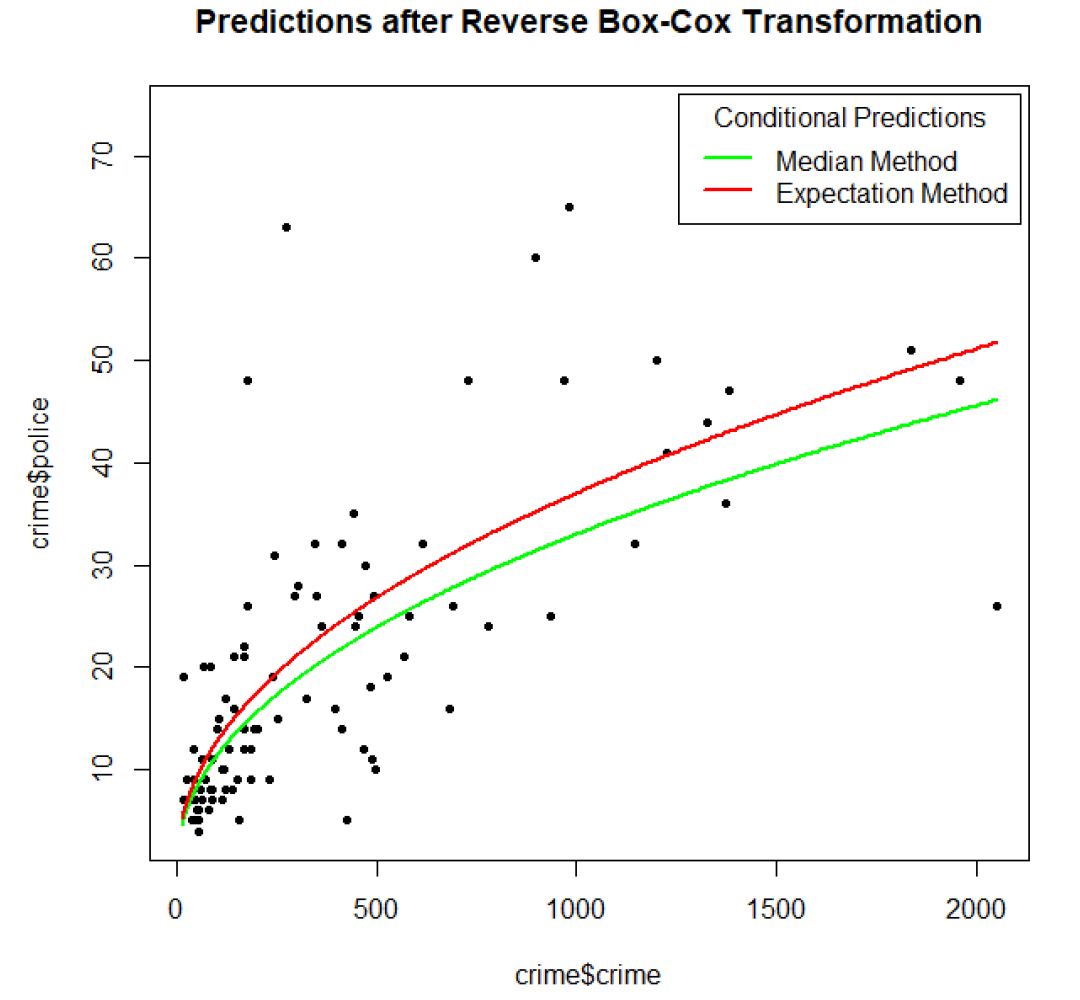 Predictions after Reverse Box-Cox Transformation
Conditional Predictions
Median Method
Expectation Method
70
60
50
40
30
20
10
crime$police
0 500 1000 1500 2000
crime$crime